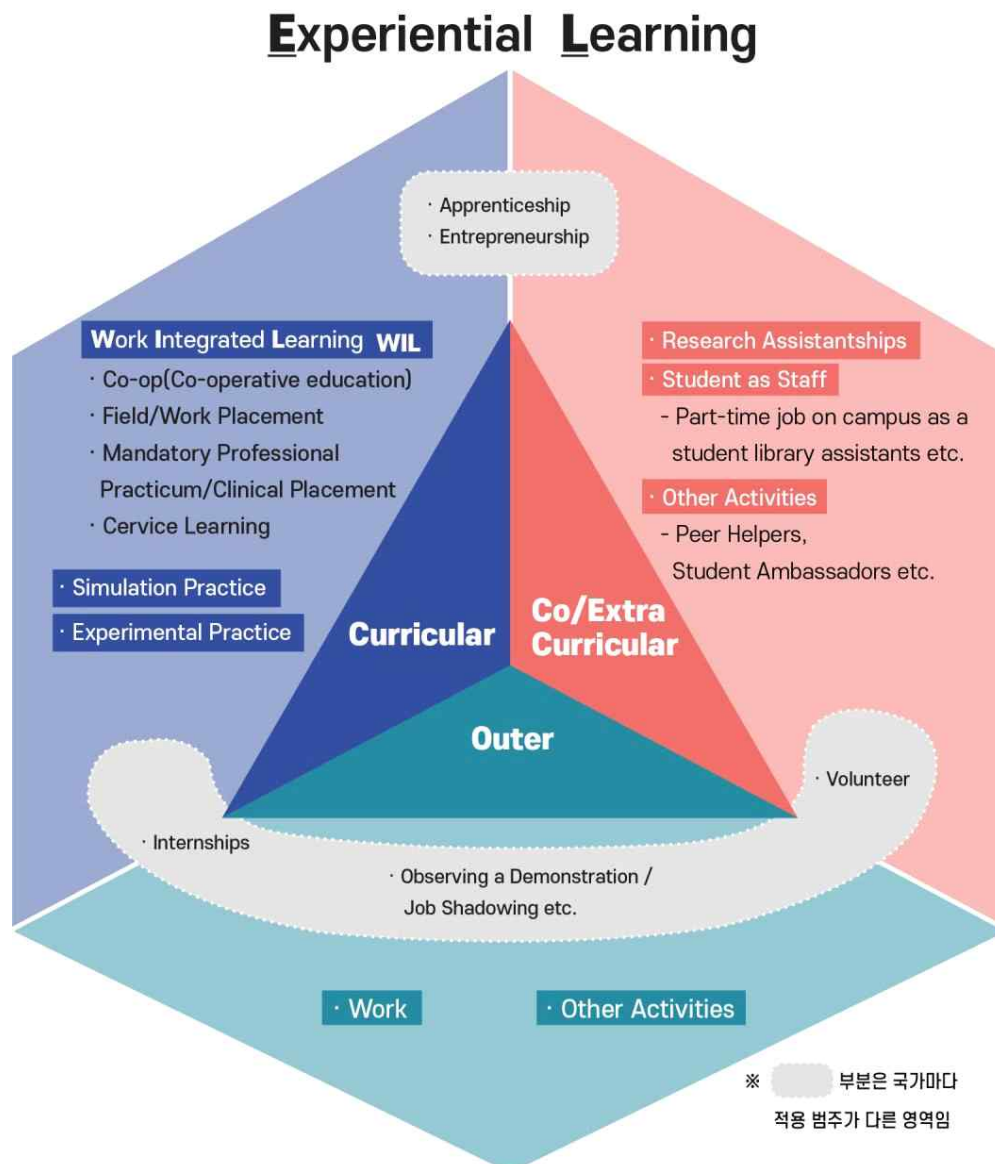 Experiential Learning
· Apprenticeship
· Entrepreneurship
Work Integrated Learning WIL
· Co-op(Co-operative education)
· Field/Work Placement
· Mandatory Professional
Practicum/Clinical Placement
· Cervice Learning
· Simulation Practice
· Experimental Practice
· Research Assistantships
· Student as Staff
- Part-time job on campus as a
student library assistants etc.
· Other Activities
- Peer Helpers,
Student Ambassadors etc.
Curricular
Co/Extra
Curricular
Outer
· Internships
· Observing a Demonstration /
Job Shadowing etc.
· Volunteer
· Work
· Other Activities
※ 부분은 국가마다
적용 범주가 다른 영역임